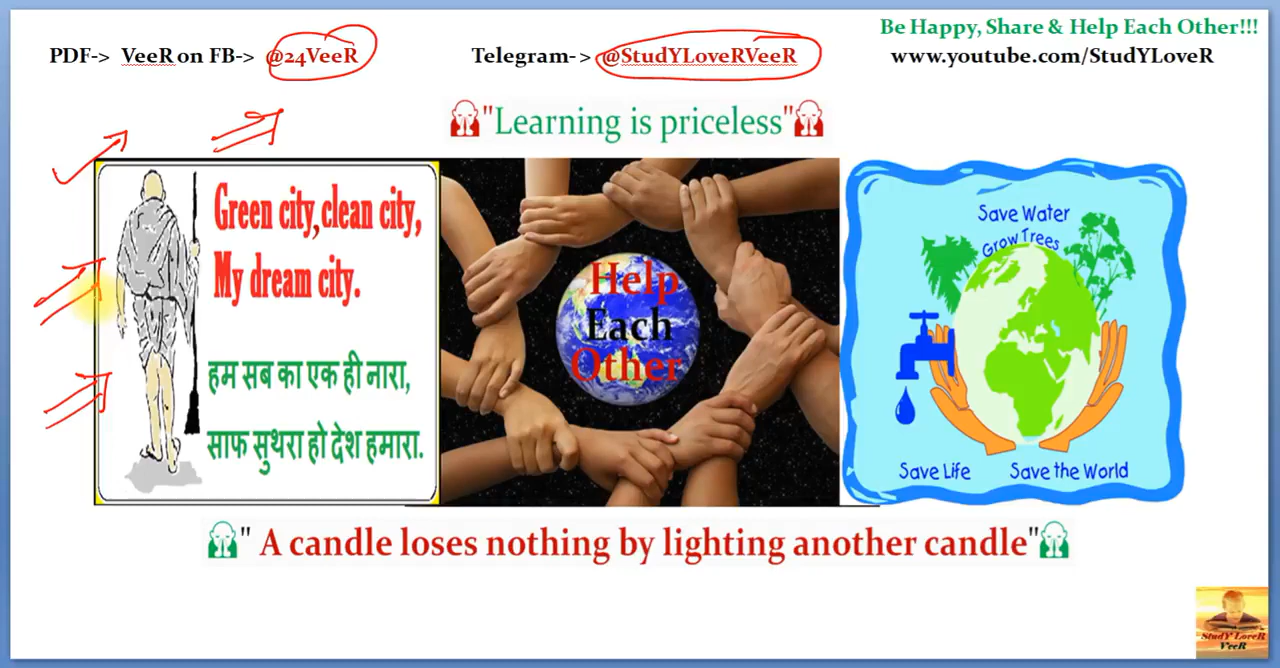 Be Happy, Share & Help Each Other!!!
PDF-> VeeR on FB-> @24VeeR Telegram-> @StudYLoveRVeeR www.youtube.com/StudYLoveR
"Learning is priceless"
Green city, clean city,
My dream city.
हम सब का एक ही नारा,
साफ सुथरा हो देश हमारा.
Help
Each
Other
Save Water
Grow Trees
Save Life Save the World
" A candle loses nothing by lighting another candle"
StudY LoveR
VeeR